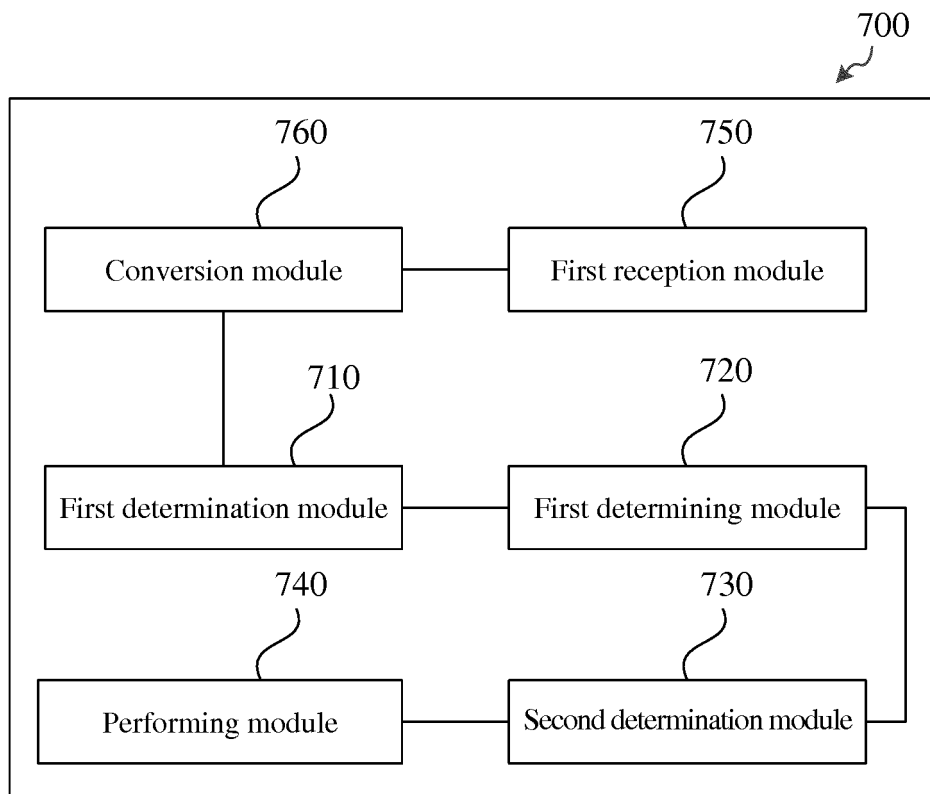 700
760
750
Conversion module
First reception module
710
720
First determination module
First determining module
740
730
Performing module
Second determination module